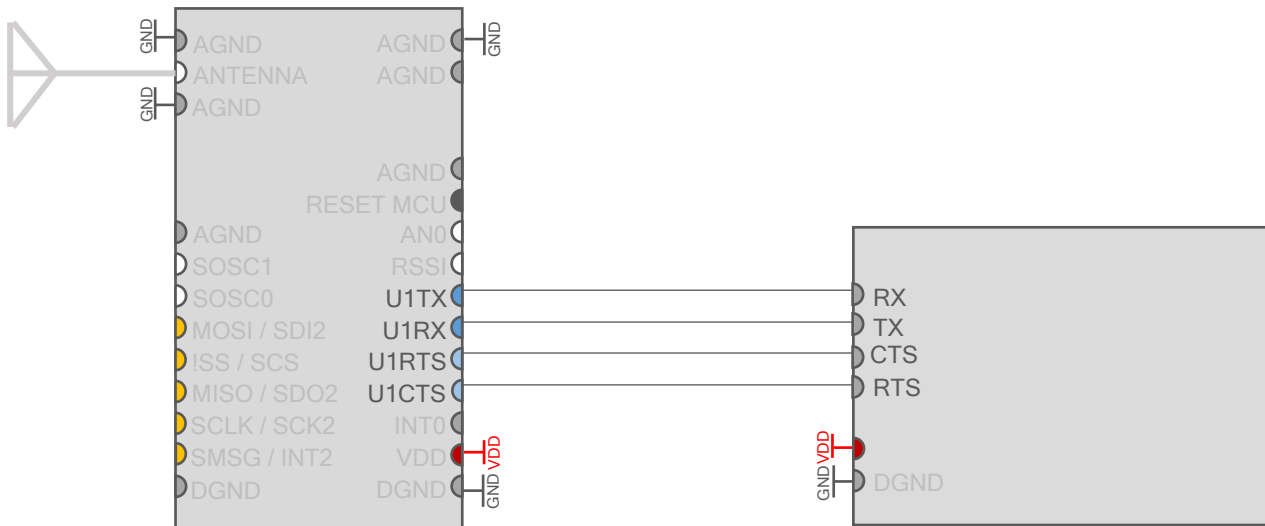 GND
AGND
ANTENNA
GND
AGND
AGND
SOSC1
SOSC0
MOSI / SDI2
!SS / SCS
MISO / SDO2
SCLK / SCK2
SMSG / INT2
DGND
AGND
GND
AGND
AGND
RESET MCU
AN0
RSSI
U1TX
U1RX
U1RTS
U1CTS
INT0
VDD
VDD
DGND
GND
RX
TX
CTS
RTS
VDD
GND
DGND